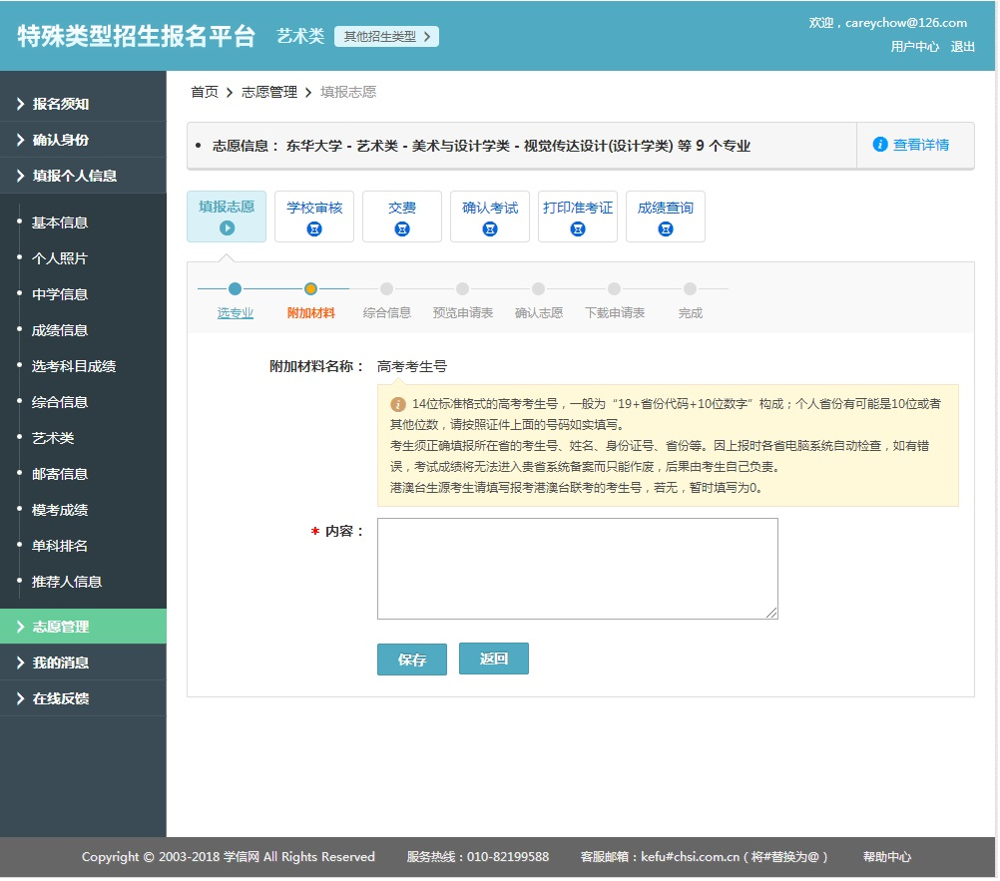 特殊类型招生报名平台 艺术类 其他招生类型
欢迎，careychow@126.com
用户中心 退出
报名须知
确认身份
填报个人信息
基本信息
个人照片
中学信息
成绩信息
选考科目成绩
综合信息
艺术类
邮寄信息
模考成绩
单科排名
推荐人信息
志愿管理
我的消息
在线反馈
首页 > 志愿管理 > 填报志愿
• 志愿信息： 东华大学 - 艺术类 - 美术与设计学类 - 视觉传达设计(设计学类) 等 9 个专业
查看详情
填报志愿 学校审核 交费 确认考试 打印准考证 成绩查询
选专业 附加材料 综合信息 预览申请表 确认志愿 下载申请表 完成
附加材料名称： 高考考生号
14位标准格式的高考考生号，一般为“19+省份代码+10位数字”构成；个人省份有可能是10位或者
其他位数，请按照证件上面的号码如实填写。
考生须正确填报所在省的考生号、姓名、身份证号、省份等。因上报时各省电脑系统自动检查，如有错
误，考试成绩将无法进入贵省系统备案而只能作废，后果由考生自己负责。
港澳台生源考生请填写报考港澳台联考的考生号，若无，暂时填写为0。
* 内容：
保存 返回
Copyright © 2003-2018 学信网 All Rights Reserved 服务热线：010-82199588 客服邮箱：kefu#chsi.com.cn ( 将#替换为@ ) 帮助中心